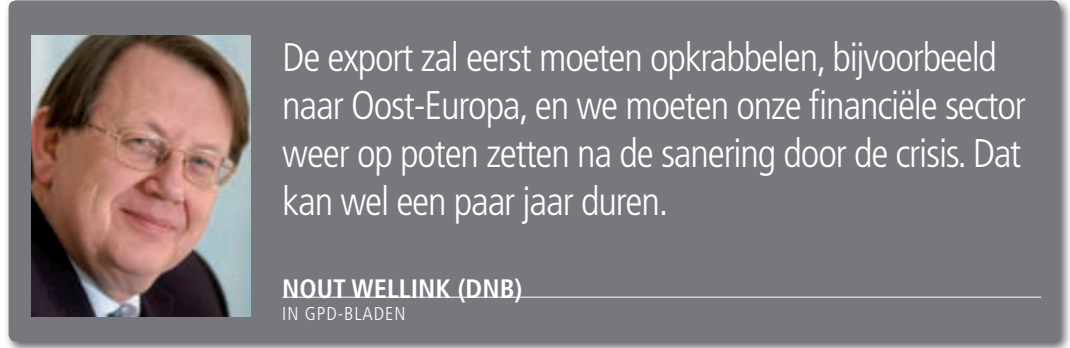 De export zal eerst moeten opkrabbelen, bijvoorbeeld
naar Oost-Europa, en we moeten onze financiële sector
weer op poten zetten na de sanering door de crisis. Dat
kan wel een paar jaar duren.
NOUT WELLINK (DNB)
IN GPD-BLADEN